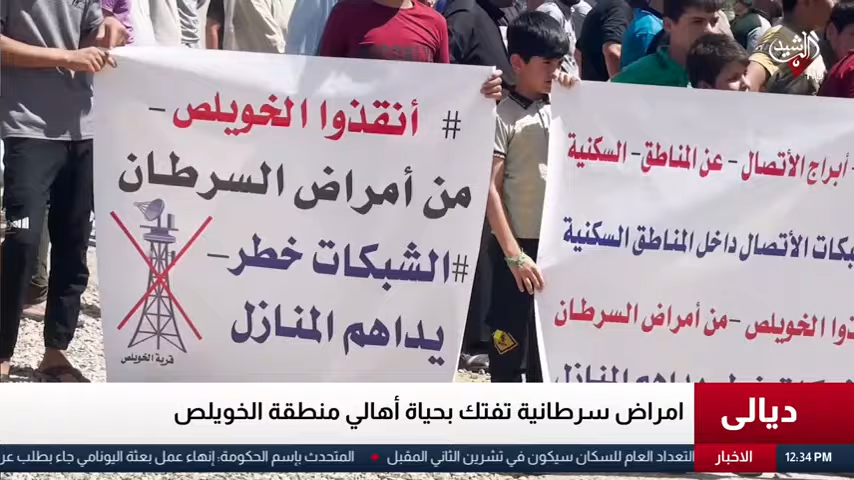 الرشيد
# أنقذوا الخويلص -
من أمراض السرطان
#الشبكات خطر -
يداهم المنازل
قرية الخويلص
- أبراج الأتصال - عن المناطق - السكنية
الأتصال داخل المناطق السكنية
الخويلص - من أمراض السرطان
يداهم المنازل
ديالى
امراض سرطانية تفتك بحياة أهالي منطقة الخويلص
12:34 PM
الاخبار
التعداد العام للسكان سيكون في تشرين الثاني المقبل • المتحدث بإسم الحكومة: إنهاء عمل بعثة اليونامي جاء بطلب